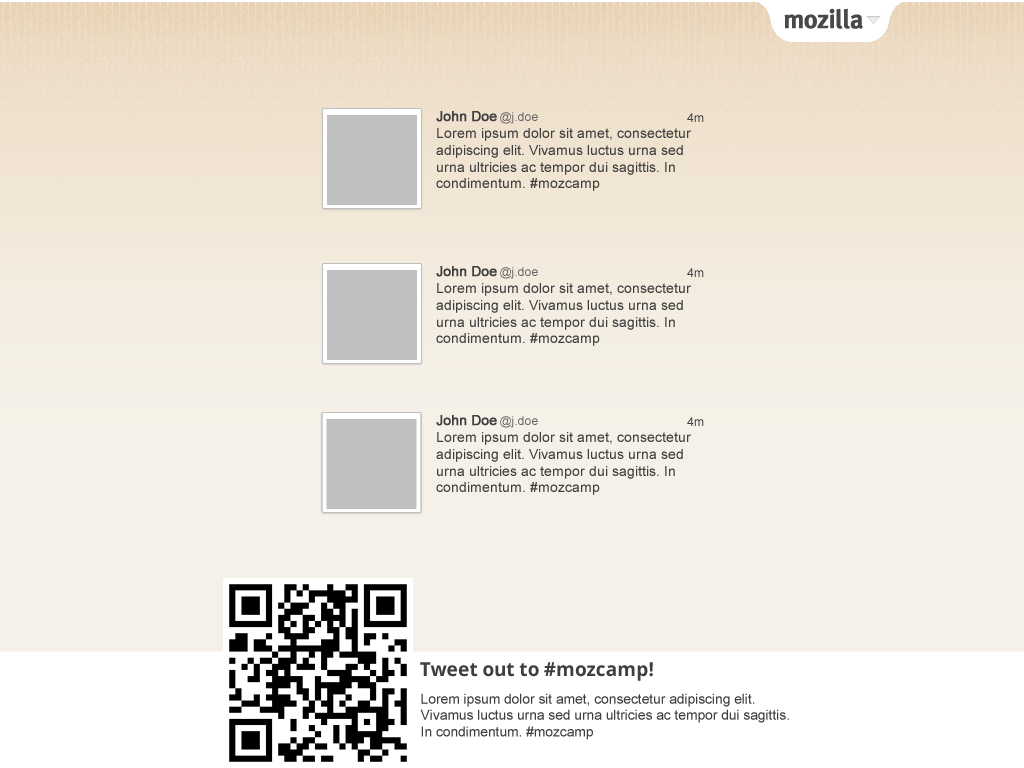 mozilla
John Doe @j.doe 4m
Lorem ipsum dolor sit amet, consectetur
adipiscing elit. Vivamus luctus urna sed
urna ultricies ac tempor dui sagittis. In
condimentum. #mozcamp
John Doe @j.doe 4m
Lorem ipsum dolor sit amet, consectetur
adipiscing elit. Vivamus luctus urna sed
urna ultricies ac tempor dui sagittis. In
condimentum. #mozcamp
John Doe @j.doe 4m
Lorem ipsum dolor sit amet, consectetur
adipiscing elit. Vivamus luctus urna sed
urna ultricies ac tempor dui sagittis. In
condimentum. #mozcamp
Tweet out to #mozcamp!
Lorem ipsum dolor sit amet, consectetur adipiscing elit.
Vivamus luctus urna sed urna ultricies ac tempor dui sagittis.
In condimentum. #mozcamp